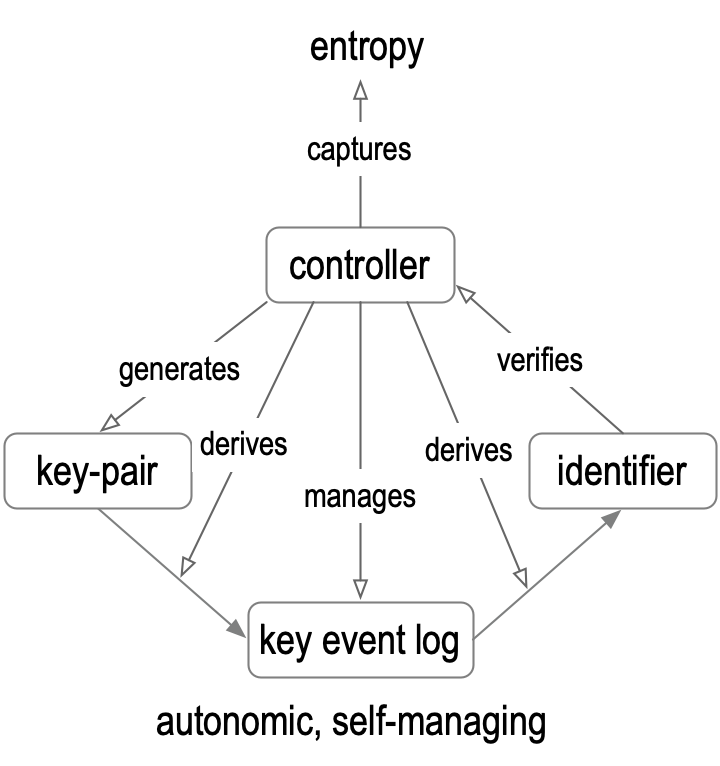 entropy
captures
controller
generates
verifies
derives
derives
key-pair
identifier
manages
key event log
autonomic, self-managing